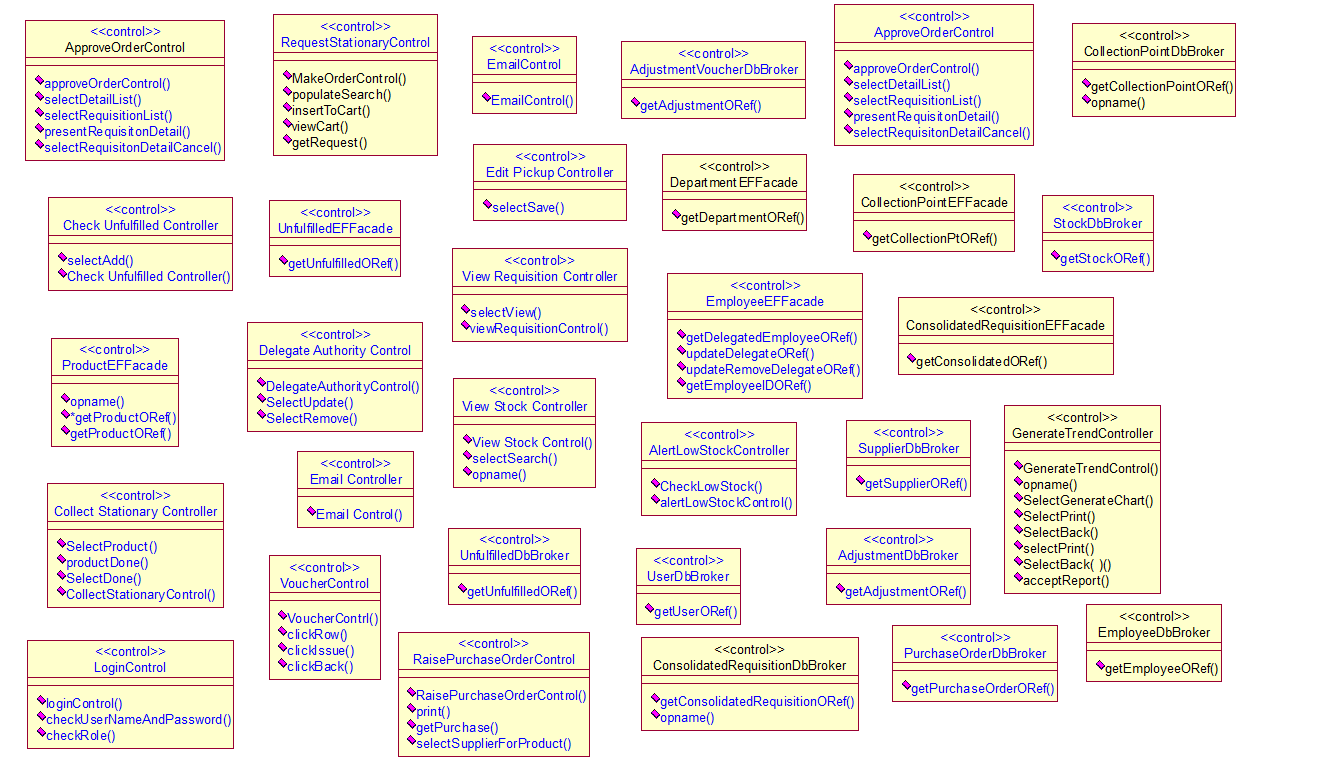 <<control>>
ApproveOrderControl
approveOrderControl()
selectDetailList()
selectRequisitionList()
presentRequisitonDetail()
selectRequisitonDetailCancel()
<<control>>
RequestStationaryControl
MakeOrderControl()
populateSearch()
insertToCart()
viewCart()
getRequest()
<<control>>
EmailControl
EmailControl()
<<control>>
AdjustmentVoucherDbBroker
getAdjustmentORef()
<<control>>
ApproveOrderControl
approveOrderControl()
selectDetailList()
selectRequisitionList()
presentRequisitonDetail()
selectRequisitonDetailCancel()
<<control>>
CollectionPointDbBroker
getCollectionPointORef()
opname()
<<control>>
Edit Pickup Controller
selectSave()
<<control>>
DepartmentEFFacade
getDepartmentORef()
<<control>>
CollectionPointEFFacade
getCollectionPtORef()
<<control>>
StockDbBroker
getStockORef()
<<control>>
Check Unfulfilled Controller
selectAdd()
Check Unfulfilled Controller()
<<control>>
UnfulfilledEFFacade
getUnfulfilledORef()
<<control>>
View Requisition Controller
selectView()
viewRequisitionControl()
<<control>>
EmployeeEFFacade
getDelegatedEmployeeORef()
updateDelegateORef()
updateRemoveDelegateORef()
getEmployeeIDORef()
<<control>>
ConsolidatedRequisitionEFFacade
getConsolidatedORef()
<<control>>
ProductEFFacade
opname()
*getProductORef()
getProductORef()
<<control>>
Delegate Authority Control
DelegateAuthorityControl()
SelectUpdate()
SelectRemove()
<<control>>
View Stock Controller
View Stock Control()
selectSearch()
opname()
<<control>>
AlertLowStockController
CheckLowStock()
alertLowStockControl()
<<control>>
SupplierDbBroker
getSupplierORef()
<<control>>
GenerateTrendController
GenerateTrendControl()
opname()
SelectGenerateChart()
SelectPrint()
SelectBack()
selectPrint()
SelectBack( )()
acceptReport()
<<control>>
Email Controller
Email Control()
<<control>>
Collect Stationary Controller
SelectProduct()
productDone()
SelectDone()
CollectStationaryControl()
<<control>>
VoucherControl
VoucherContrl()
clickRow()
clickIssue()
clickBack()
<<control>>
UnfulfilledDbBroker
getUnfulfilledORef()
<<control>>
UserDbBroker
getUserORef()
<<control>>
AdjustmentDbBroker
getAdjustmentORef()
<<control>>
EmployeeDbBroker
getEmployeeORef()
<<control>>
LoginControl
loginControl()
checkUserNameAndPassword()
checkRole()
<<control>>
RaisePurchaseOrderControl
RaisePurchaseOrderControl()
print()
getPurchase()
selectSupplierForProduct()
<<control>>
ConsolidatedRequisitionDbBroker
getConsolidatedRequisitionORef()
opname()
<<control>>
PurchaseOrderDbBroker
getPurchaseOrderORef()